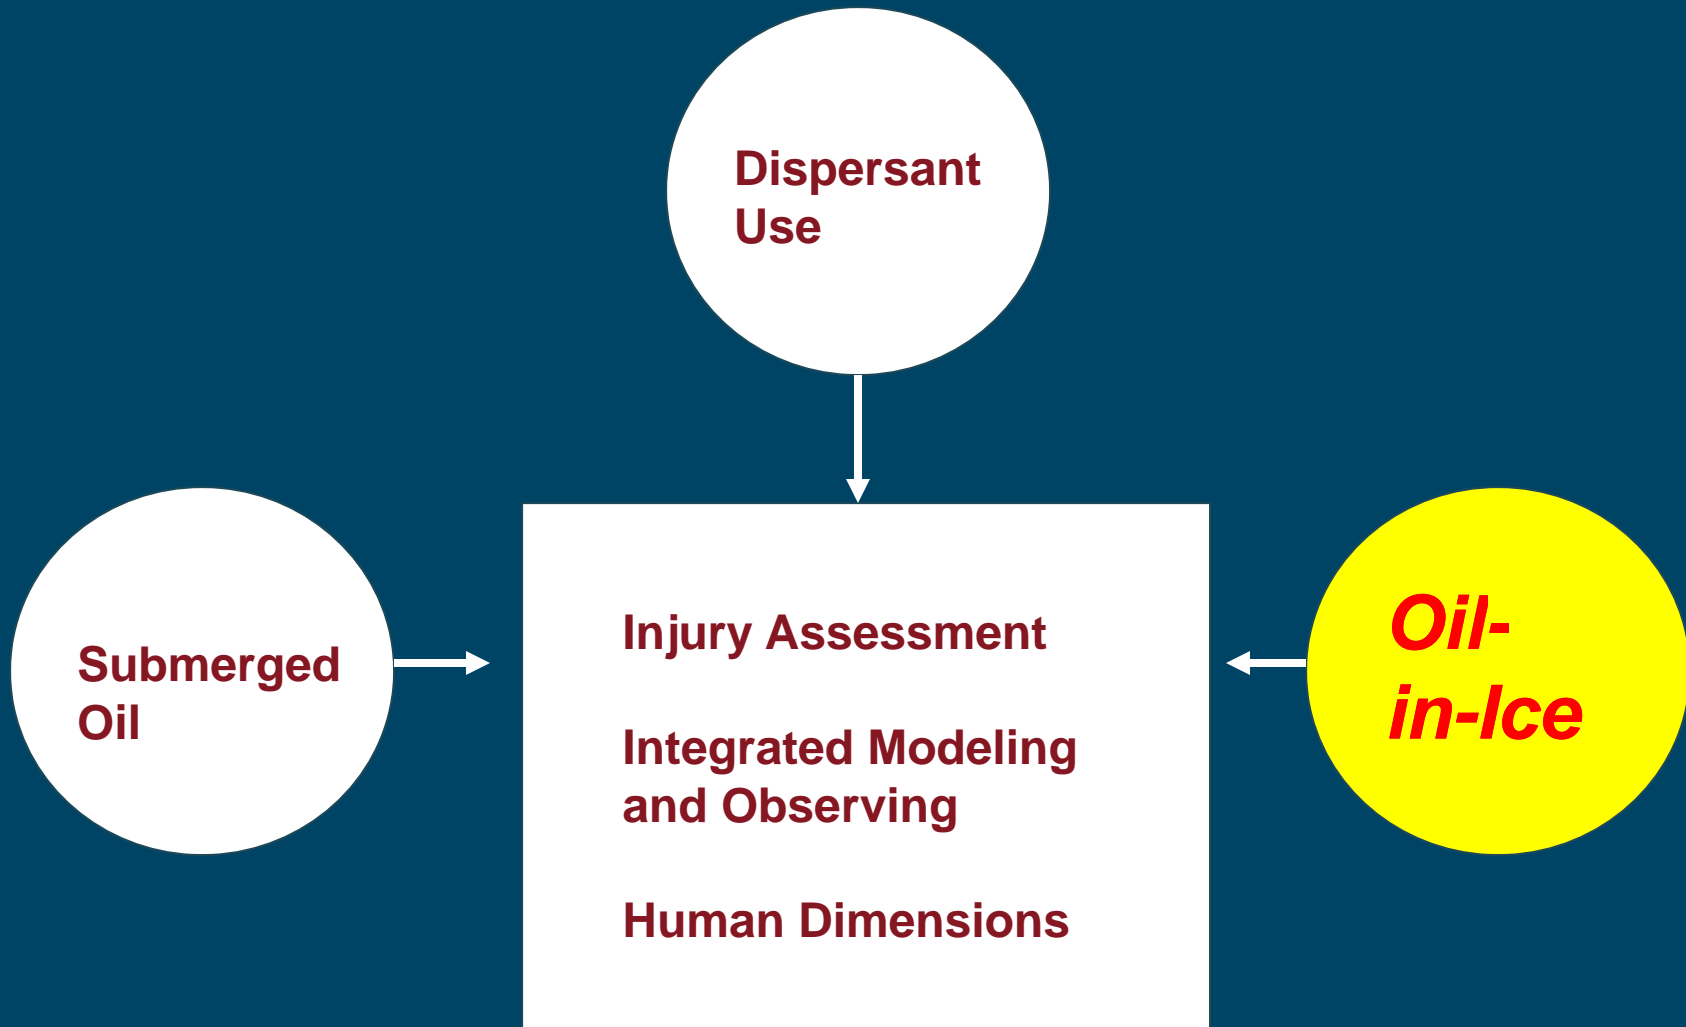 Dispersant
Use
Submerged
Oil
Injury Assessment
Integrated Modeling
and Observing
Human Dimensions
Oil-
in-Ice